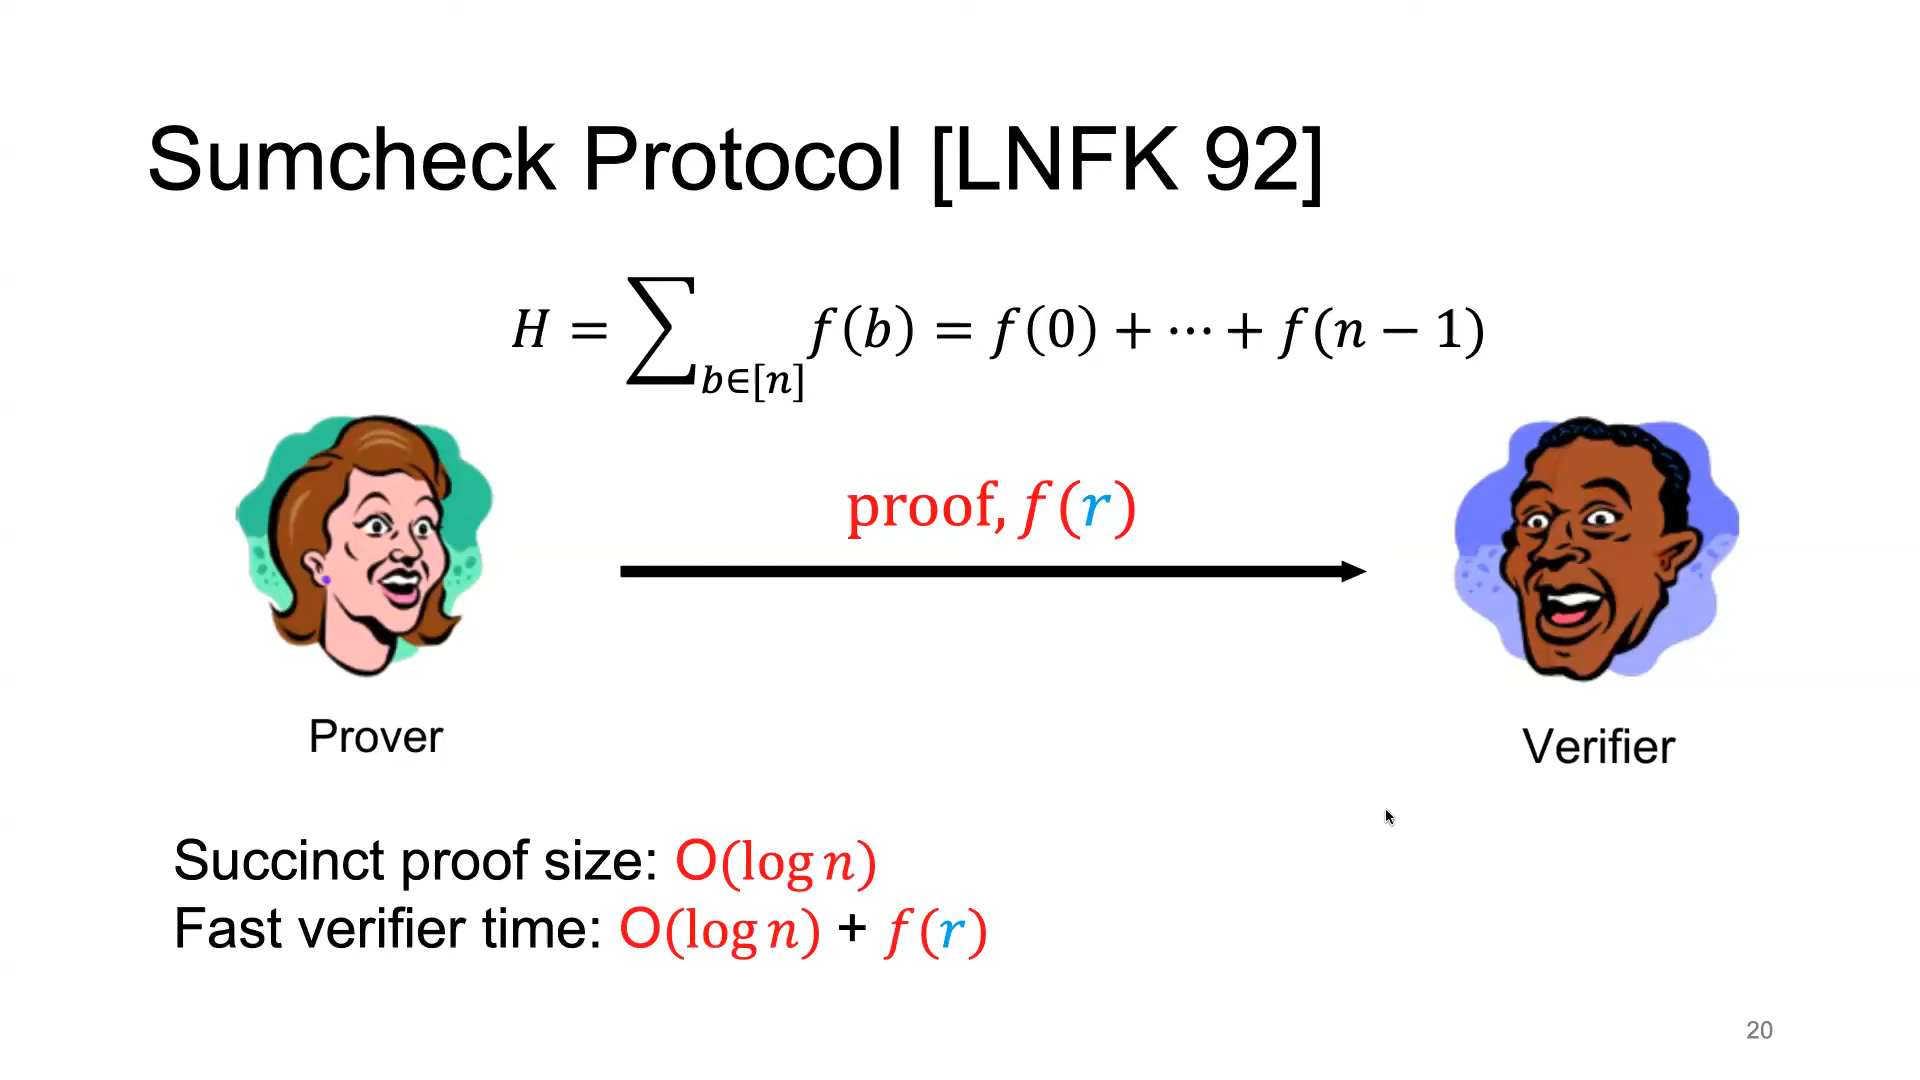 Sumcheck Protocol [LNFK 92]
H = ∑_{b∈[n]} f(b) = f(0) + ⋯ + f(n − 1)
proof, f(r)
Prover
Verifier
Succinct proof size: O(log n)
Fast verifier time: O(log n) + f(r)
20